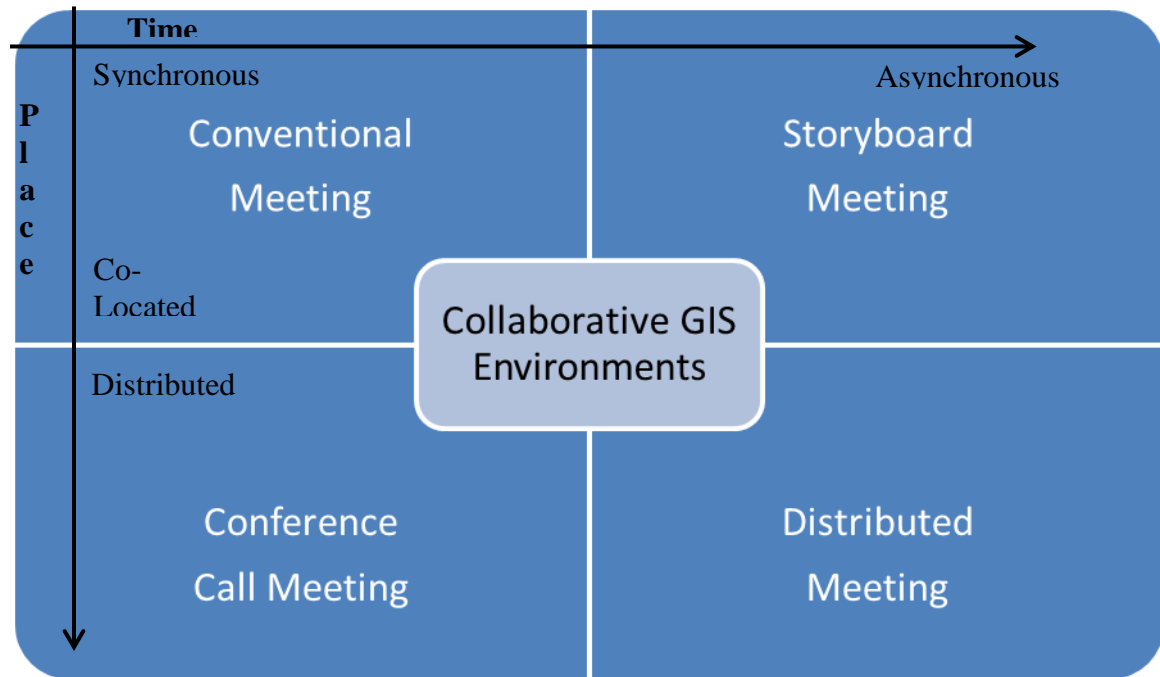 Time
Synchronous
Asynchronous
P
l
a
c
e
Conventional
Meeting
Storyboard
Meeting
Co-
Located
Collaborative GIS
Environments
Distributed
Conference
Call Meeting
Distributed
Meeting